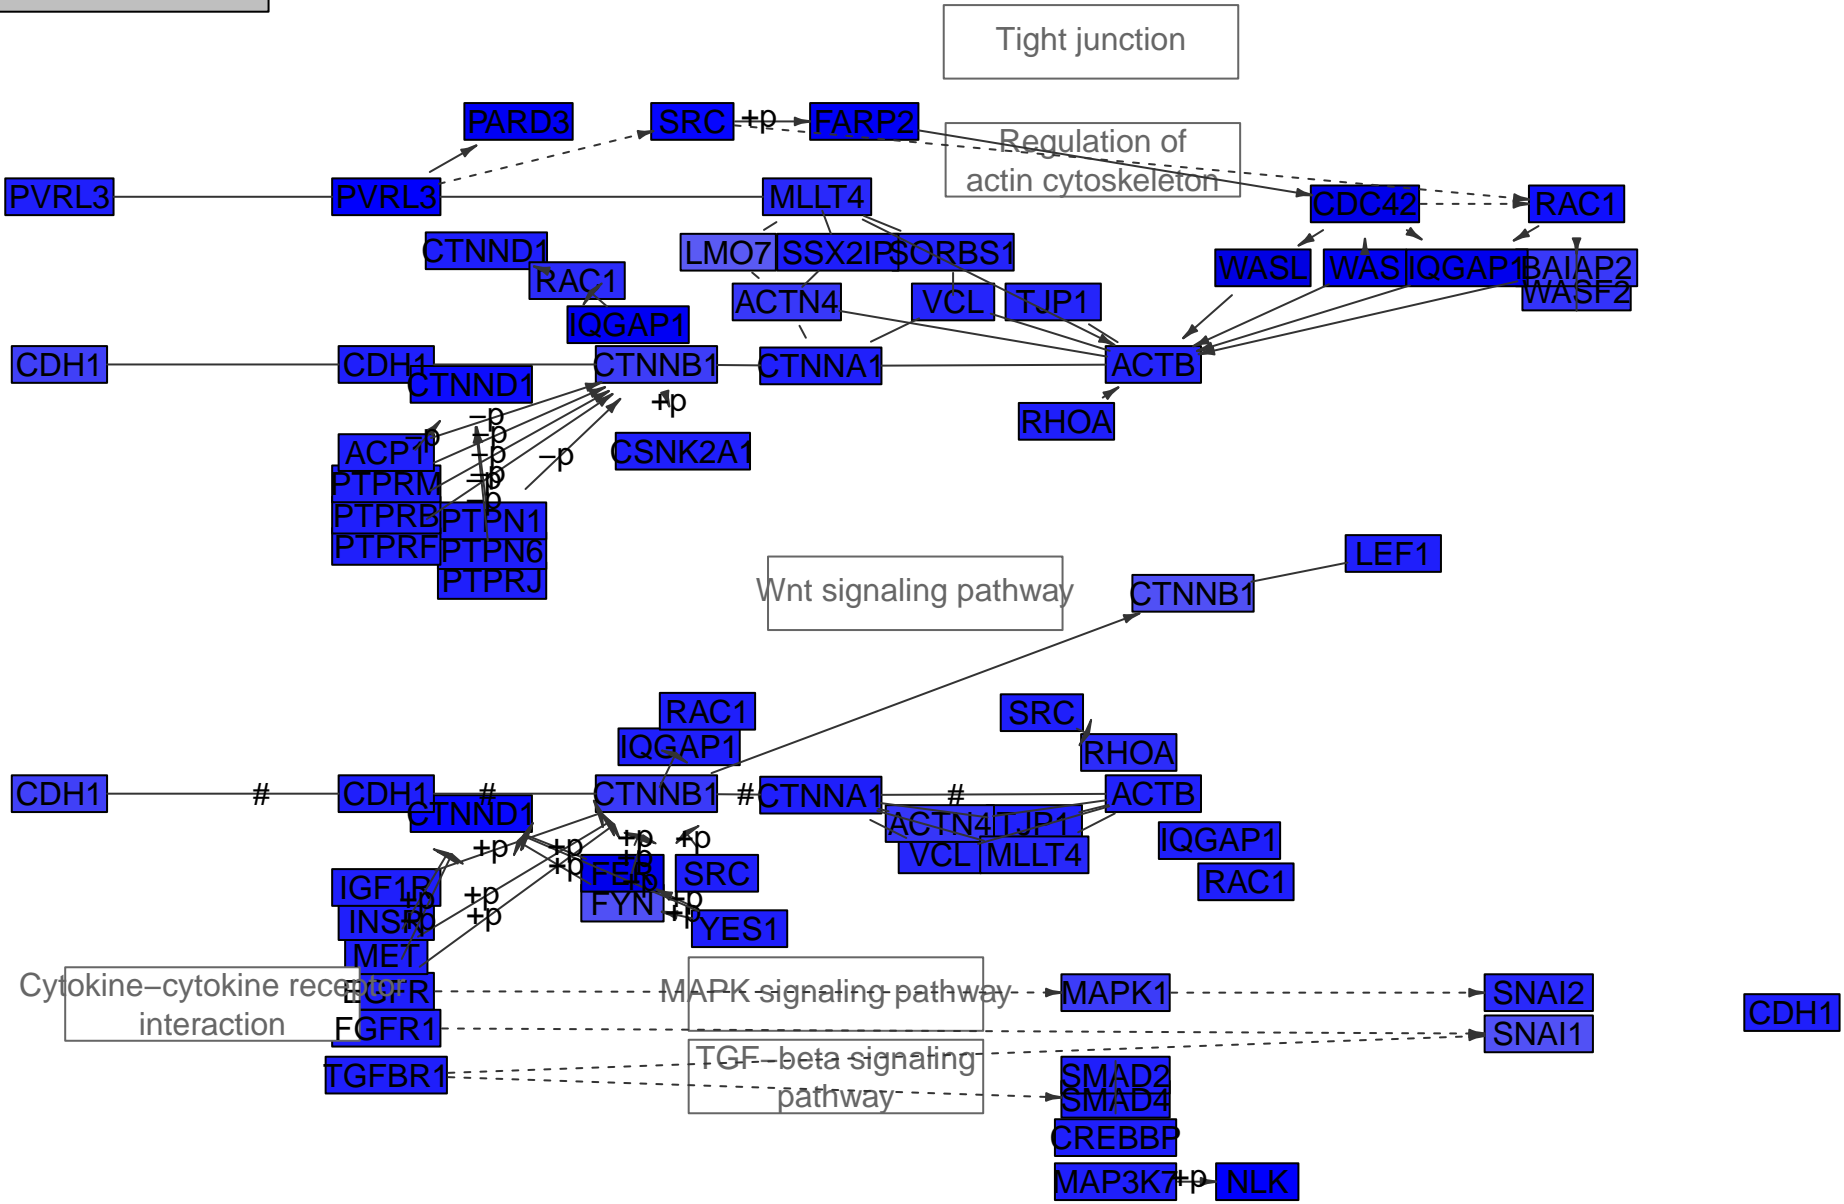 Tight junction
PARD3
SRC
+p
FARP2
Regulation of
actin cytoskeleton
PVRL3
PVRL3
MLLT4
CDC42
RAC1
CTNND1
LMO7
SSX2IP
SORBS1
RAC1
WASL
WAS
IQGAP1
BAIAP2
WASF2
ACTN4
VCL
TJP1
IQGAP1
CDH1
CDH1
CTNND1
CTNNB1
CTNNA1
ACTB
+p
RHOA
−p
−p
−p
−p
−p
−p
−p
−p
ACP1
CSNK2A1
PTPRM
PTPRB
PTPN1
PTPRF
PTPN6
PTPRJ
LEF1
Wnt signaling pathway
CTNNB1
RAC1
SRC
IQGAP1
RHOA
CDH1
#
CDH1
#
CTNNB1
#
CTNNA1
#
ACTB
CTNND1
ACTN4
TJP1
IQGAP1
+p
+p
+p
+p
VCL
MLLT4
+p
+p
FER
SRC
RAC1
IGF1R
+p
+p
FYN
+p
+p
INSR
+p
+p
+p
YES1
MET
Cytokine−cytokine receptor
interaction
EGFR
MAPK signaling pathway
MAPK1
SNAI2
CDH1
FGFR1
SNAI1
TGF−beta signaling
pathway
TGFBR1
SMAD2
SMAD4
CREBBP
MAP3K7
+p
NLK